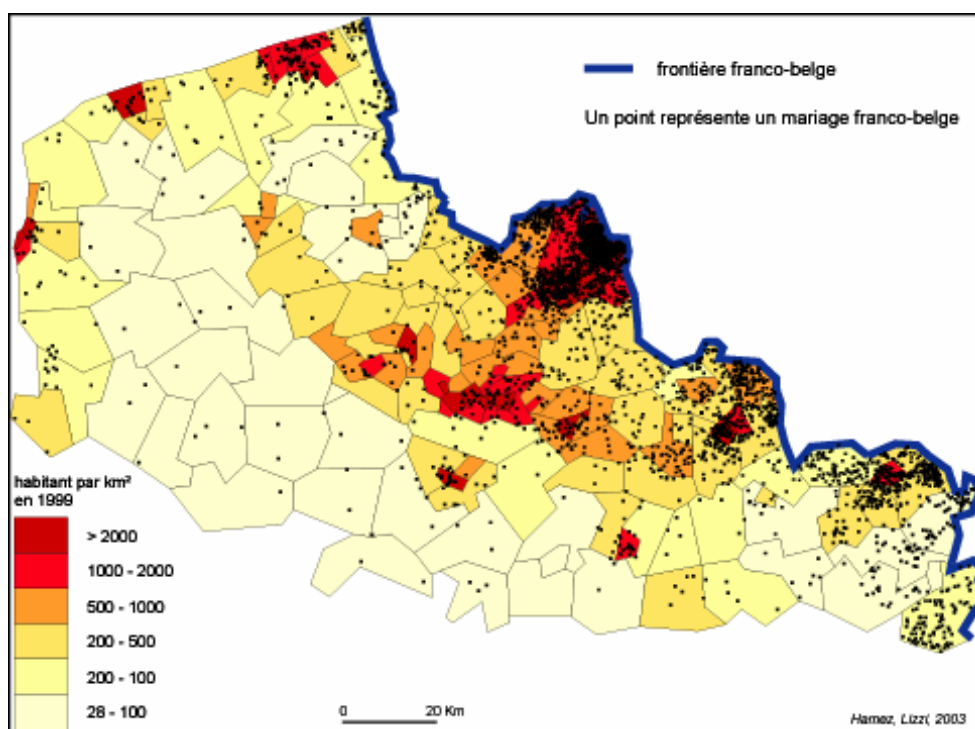 frontière franco-belge
Un point représente un mariage franco-belge
habitant par km²
en 1999
> 2000
1000 - 2000
500 - 1000
200 - 500
200 - 100
28 - 100
0 20 Km
Hamez, Lizzi, 2003